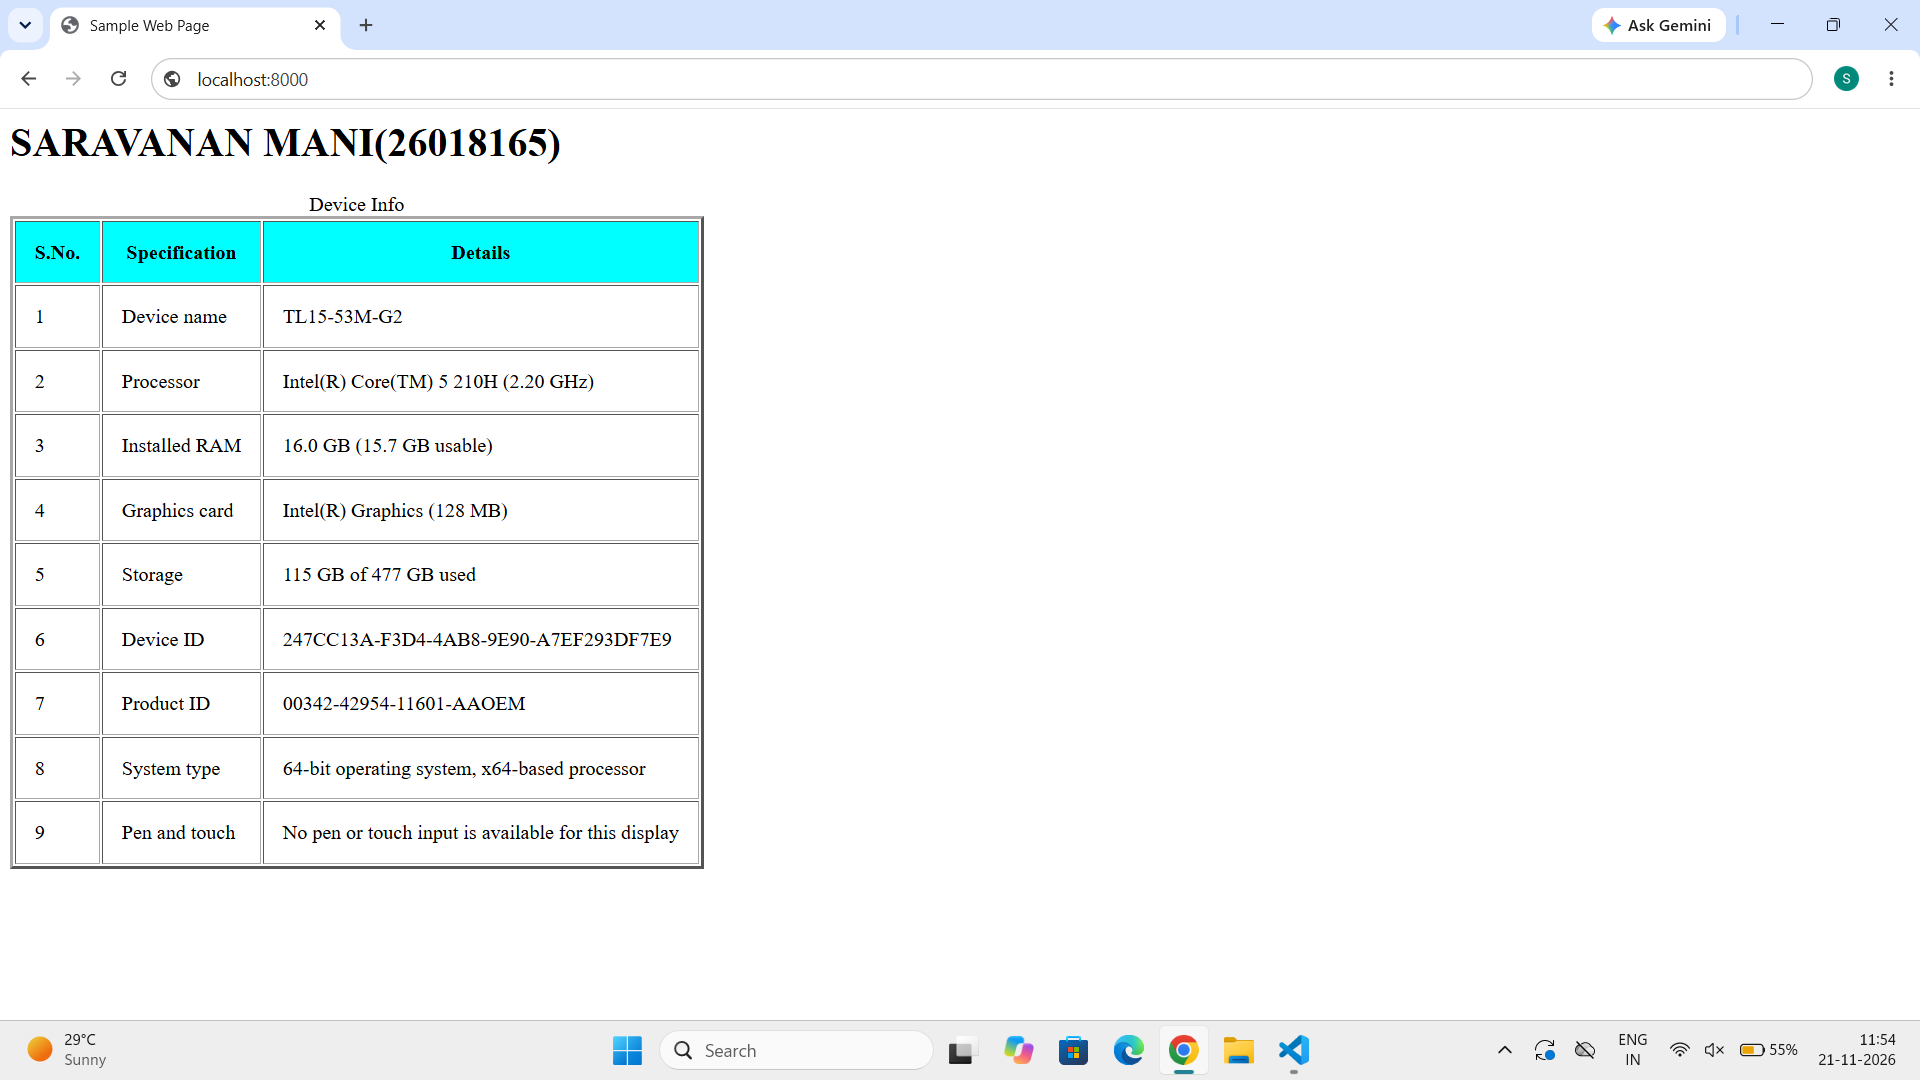 Sample Web Page
Ask Gemini
localhost:8000
S
SARAVANAN MANI(26018165)
Device Info
S.No. Specification Details
1 Device name TL15-53M-G2
2 Processor Intel(R) Core(TM) 5 210H (2.20 GHz)
3 Installed RAM 16.0 GB (15.7 GB usable)
4 Graphics card Intel(R) Graphics (128 MB)
5 Storage 115 GB of 477 GB used
6 Device ID 247CC13A-F3D4-4AB8-9E90-A7EF293DF7E9
7 Product ID 00342-42954-11601-AAOEM
8 System type 64-bit operating system, x64-based processor
9 Pen and touch No pen or touch input is available for this display
29°C
Sunny
Search
ENG
IN
55%
11:54
21-11-2026